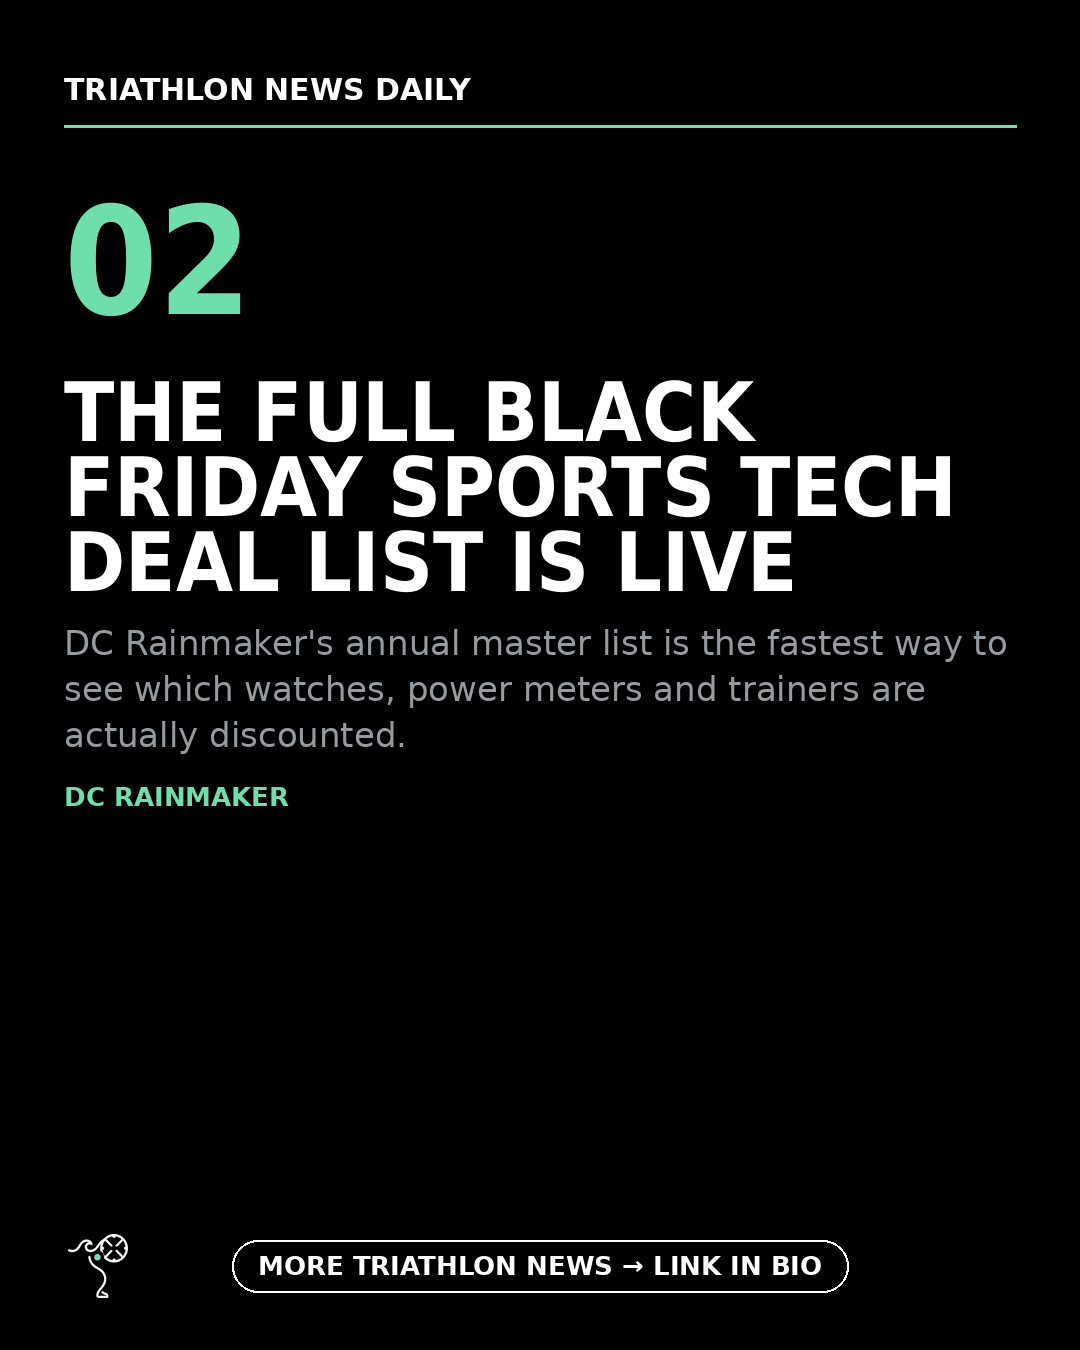 TRIATHLON NEWS DAILY
02
THE FULL BLACK
FRIDAY SPORTS TECH
DEAL LIST IS LIVE
DC Rainmaker's annual master list is the fastest way to
see which watches, power meters and trainers are
actually discounted.
DC RAINMAKER
MORE TRIATHLON NEWS → LINK IN BIO